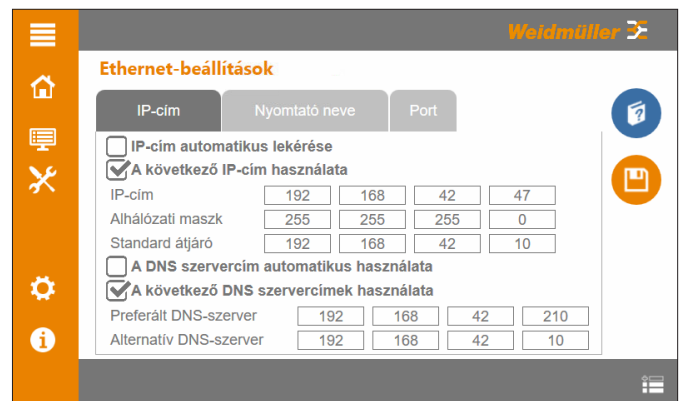 Weidmüller
Ethernet-beállítások
IP-cím
Nyomtató neve
Port
IP-cím automatikus lekérése
A következő IP-cím használata
IP-cím 192 168 42 47
Alhálózati maszk 255 255 255 0
Standard átjáró 192 168 42 10
A DNS szervercím automatikus használata
A következő DNS szervercímek használata
Preferált DNS-szerver 192 168 42 210
Alternatív DNS-szerver 192 168 42 10